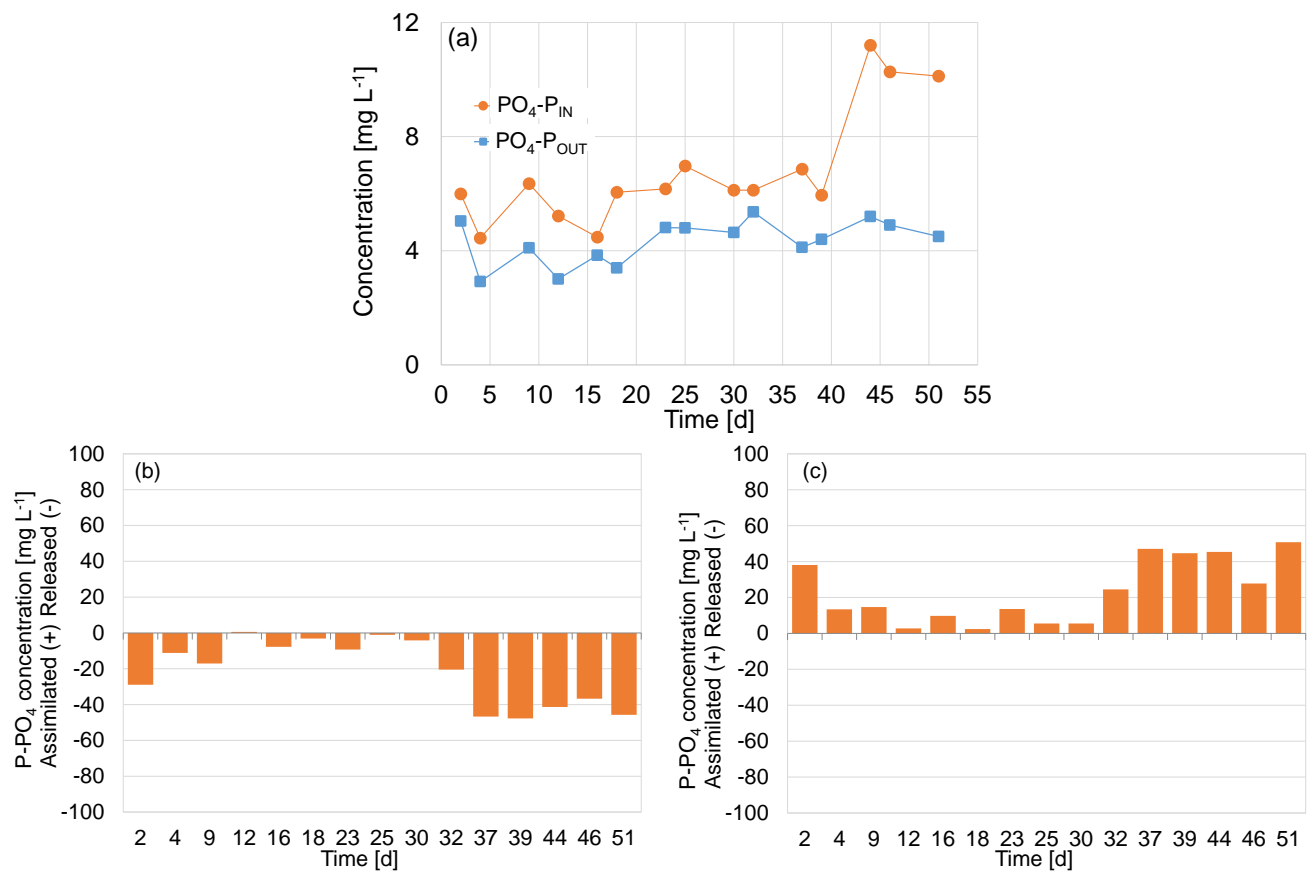 (a)
Concentration [mg L-1]
12
8
4
0
PO4-PIN
PO4-POUT
0 5 10 15 20 25 30 35 40 45 50 55
Time [d]
(b)
P-PO4 concentration [mg L-1]
Assimilated (+) Released (-)
100
80
60
40
20
0
-20
-40
-60
-80
-100
2 4 9 12 16 18 23 25 30 32 37 39 44 46 51
Time [d]
(c)
P-PO4 concentration [mg L-1]
Assimilated (+) Released (-)
100
80
60
40
20
0
-20
-40
-60
-80
-100
2 4 9 12 16 18 23 25 30 32 37 39 44 46 51
Time [d]